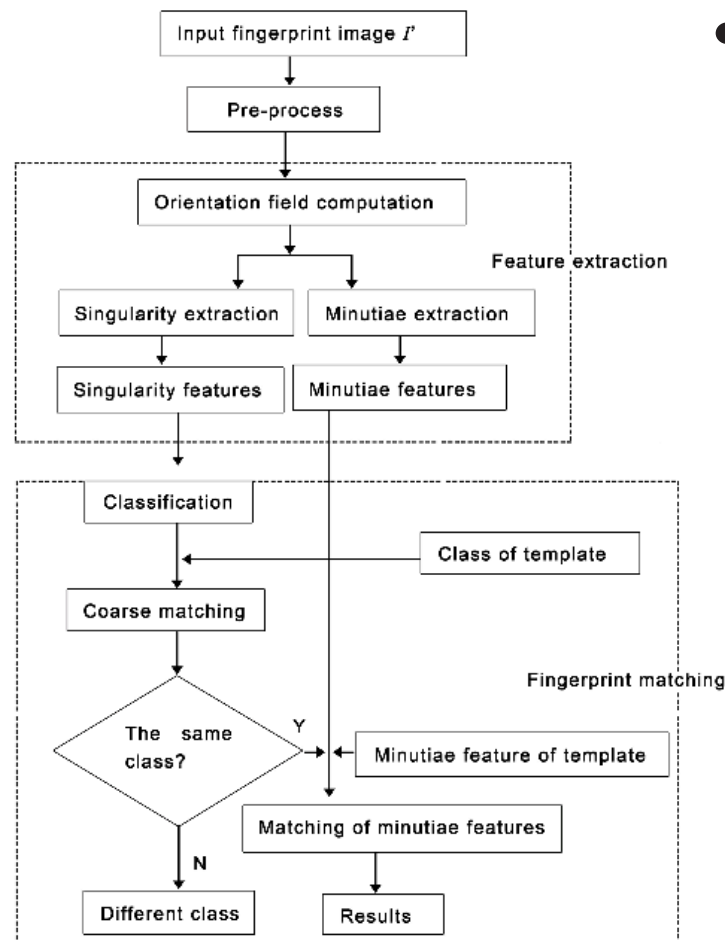 Input fingerprint image I'
Pre-process
Orientation field computation
Feature extraction
Singularity extraction
Minutiae extraction
Singularity features
Minutiae features
Classification
Class of template
Coarse matching
Fingerprint matching
The same
class?
Y
Minutiae feature of template
Matching of minutiae features
N
Different class
Results